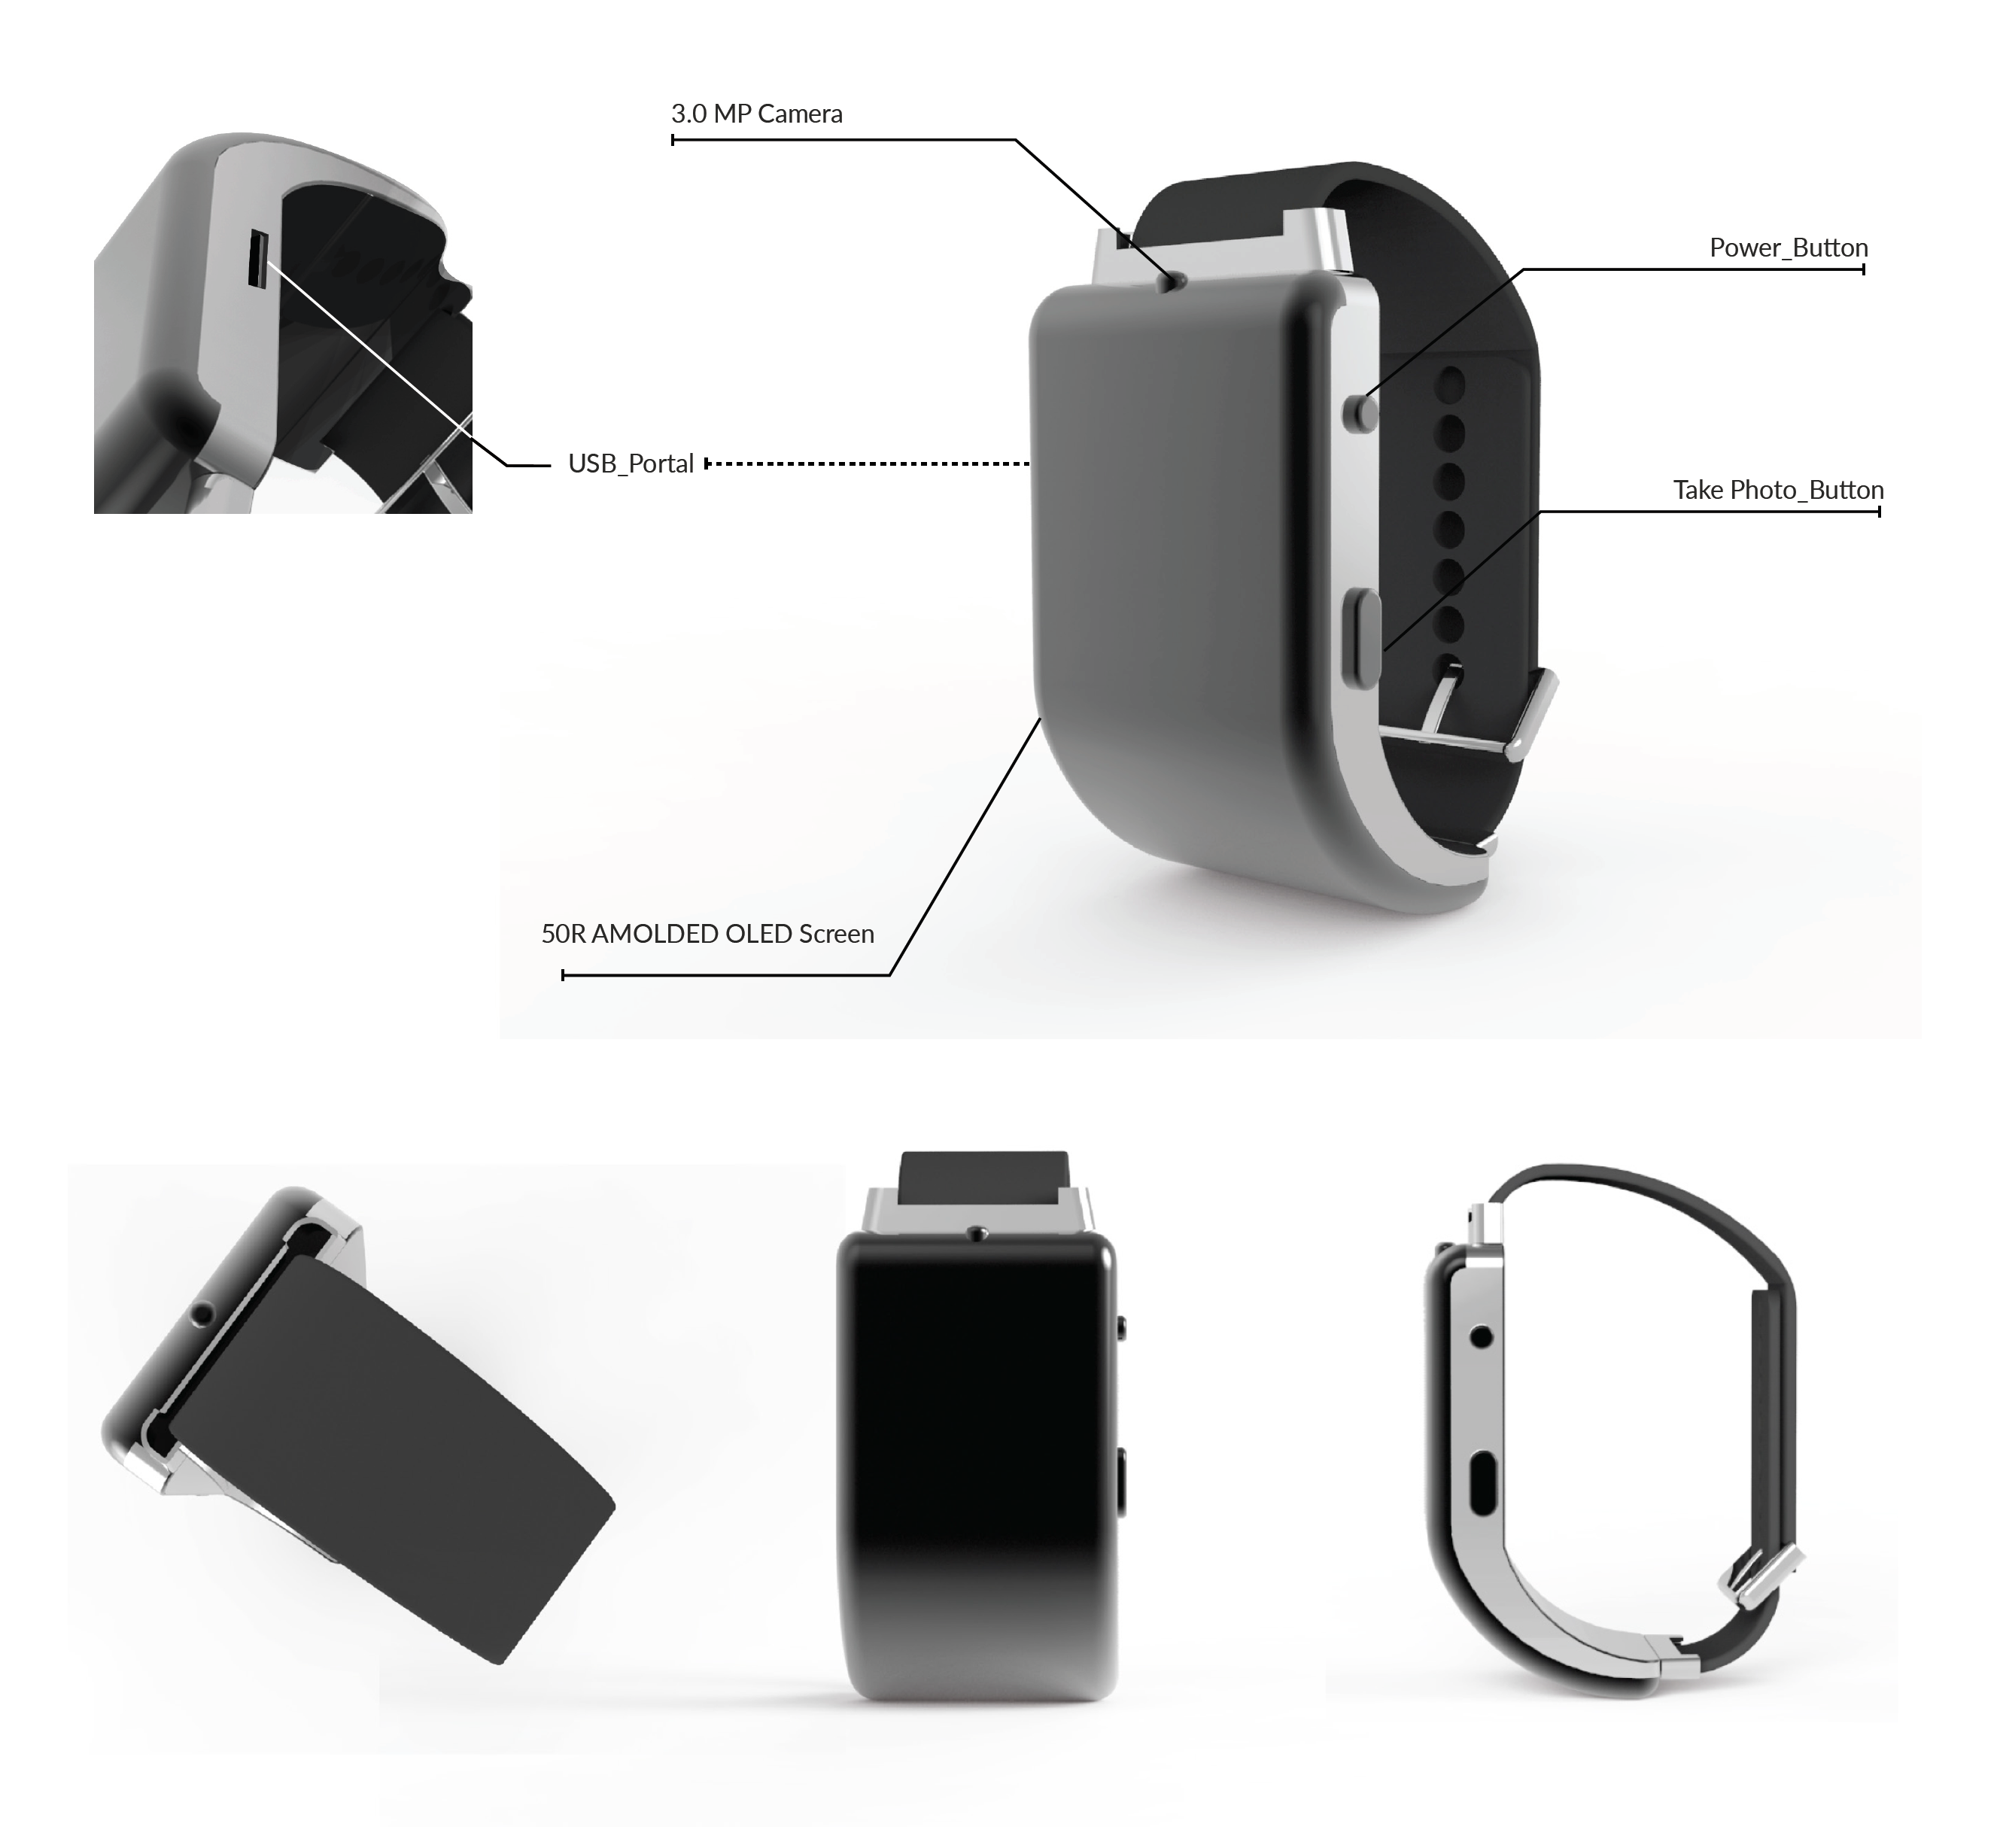 3.0 MP Camera
Power_Button
USB_Portal
Take Photo_Button
50R AMOLDED OLED Screen